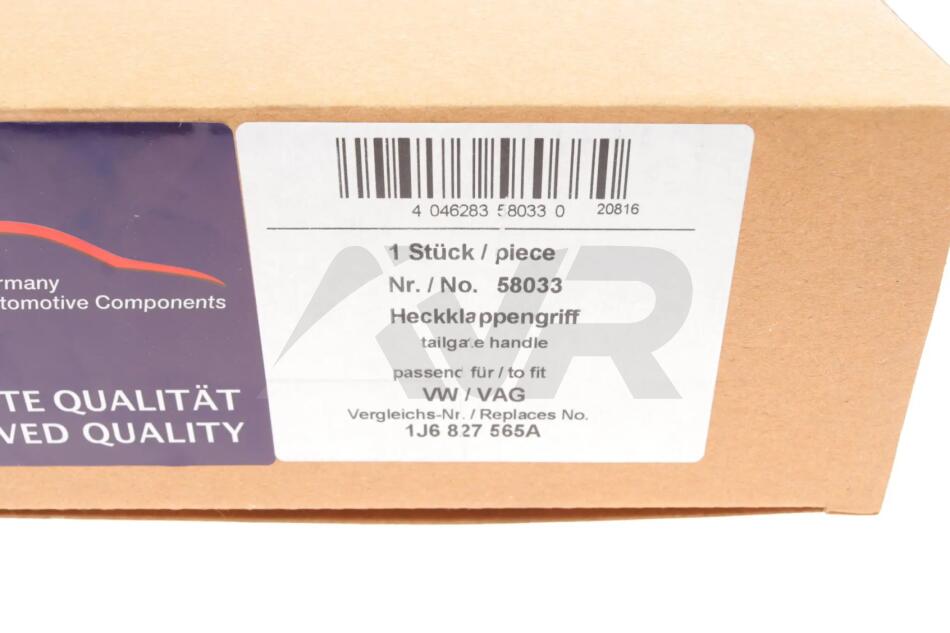 4 046283 58033 0 20816
1 Stück / piece
Nr. / No. 58033
Heckklappengriff
tailgate handle
passend für / to fit
VW / VAG
Vergleichs-Nr. / Replaces No.
1J6 827 565A
rmany
tomotive Components
TE QUALITÄT
VED QUALITY
VR